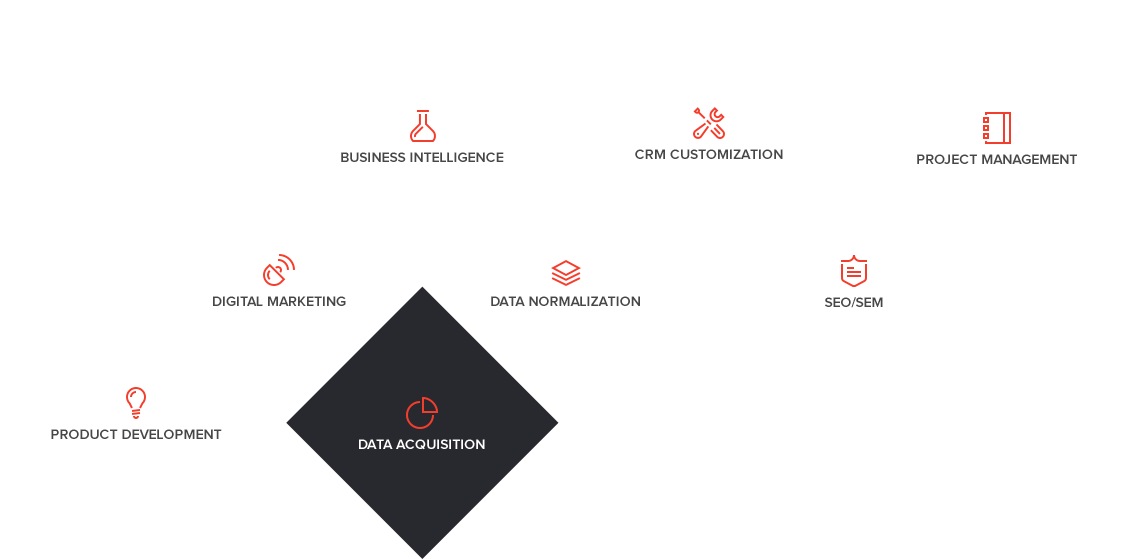 BUSINESS INTELLIGENCE
CRM CUSTOMIZATION
PROJECT MANAGEMENT
DIGITAL MARKETING
DATA NORMALIZATION
SEO/SEM
PRODUCT DEVELOPMENT
DATA ACQUISITION